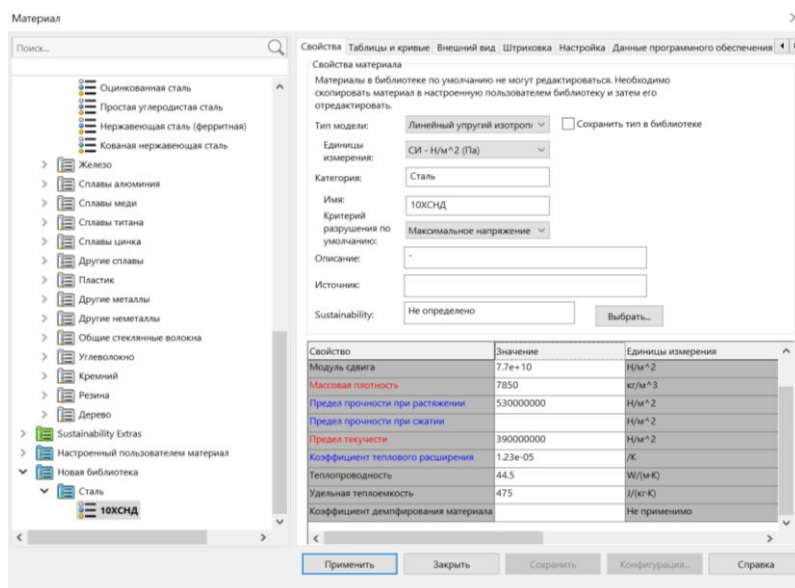 Материал
Поиск...
Оцинкованная сталь
Простая углеродистая сталь
Нержавеющая сталь (ферритная)
Кованая нержавеющая сталь
Железо
Сплавы алюминия
Сплавы меди
Сплавы титана
Сплавы цинка
Другие сплавы
Пластик
Другие металлы
Другие неметаллы
Общие стеклянные волокна
Углеволокно
Кремний
Резина
Дерево
Sustainability Extras
Настроенный пользователем материал
Новая библиотека
Сталь
10ХСНД
Свойства Таблицы и кривые Внешний вид Штриховка Настройка Данные программного обеспечения
Свойства материала
Материалы в библиотеке по умолчанию не могут редактироваться. Необходимо
скопировать материал в настроенную пользователем библиотеку и затем его
отредактировать.
Тип модели: Линейный упругий изотропн Сохранить тип в библиотеке
Единицы измерения: СИ - Н/м^2 (Па)
Категория: Сталь
Имя: 10ХСНД
Критерий разрушения по умолчанию: Максимальное напряжение
Описание: -
Источник:
Sustainability: Не определено Выбрать...
Свойство Значение Единицы измерения
Модуль сдвига 7.7e+10 Н/м^2
Массовая плотность 7850 кг/м^3
Предел прочности при растяжении 530000000 Н/м^2
Предел прочности при сжатии Н/м^2
Предел текучести 390000000 Н/м^2
Коэффициент теплового расширения 1.23e-05 /K
Теплопроводность 44.5 W/(м·K)
Удельная теплоемкость 475 J/(кг·K)
Коэффициент демпфирования материала Не применимо
Применить Закрыть Сохранить Конфигурация... Справка